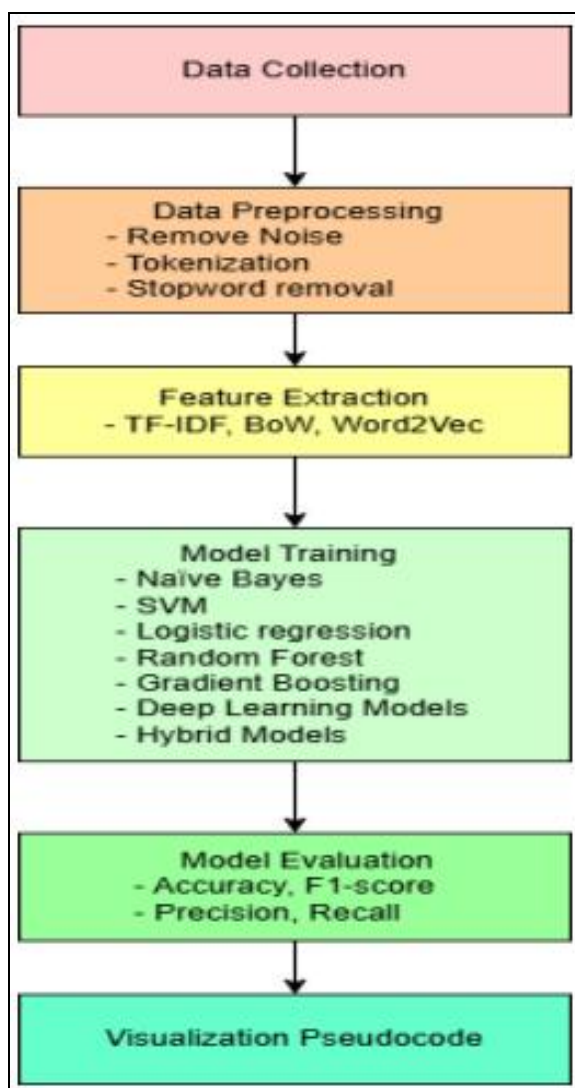 Data Collection
Data Preprocessing
- Remove Noise
- Tokenization
- Stopword removal
Feature Extraction
- TF-IDF, BoW, Word2Vec
Model Training
- Naïve Bayes
- SVM
- Logistic regression
- Random Forest
- Gradient Boosting
- Deep Learning Models
- Hybrid Models
Model Evaluation
- Accuracy, F1-score
- Precision, Recall
Visualization Pseudocode